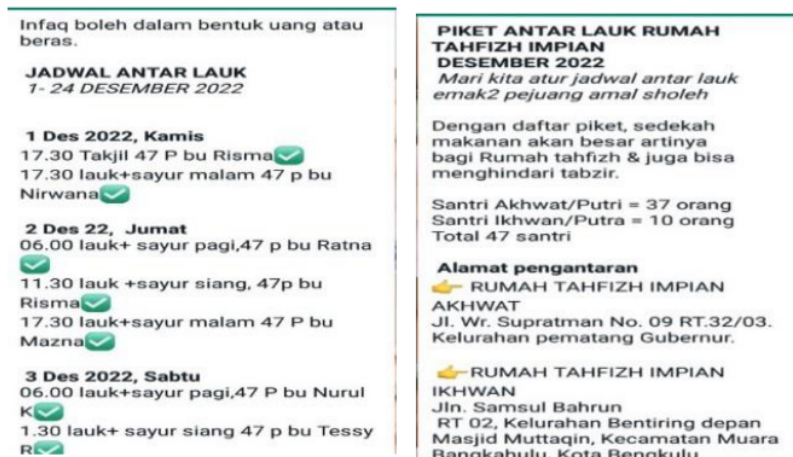 Infaq boleh dalam bentuk uang atau
beras.
JADWAL ANTAR LAUK
1- 24 DESEMBER 2022
1 Des 2022, Kamis
17.30 Takjil 47 P bu Risma✅
17.30 lauk+sayur malam 47 p bu
Nirwana✅
2 Des 22, Jumat
06.00 lauk+ sayur pagi,47 p bu Ratna
✅
11.30 lauk +sayur siang, 47p bu
Risma✅
17.30 lauk+sayur malam 47 P bu
Mazna✅
3 Des 2022, Sabtu
06.00 lauk+sayur pagi,47 P bu Nurul
K✅
1.30 lauk+ sayur siang 47 p bu Tessy
R✅
PIKET ANTAR LAUK RUMAH
TAHFIZH IMPIAN
DESEMBER 2022
Mari kita atur jadwal antar lauk
emak2 pejuang amal sholeh
Dengan daftar piket, sedekah
makanan akan besar artinya
bagi Rumah tahfizh & juga bisa
menghindari tabzir.
Santri Akhwat/Putri = 37 orang
Santri Ikhwan/Putra = 10 orang
Total 47 santri
Alamat pengantaran
👉 RUMAH TAHFIZH IMPIAN
AKHWAT
Jl. Wr. Supratman No. 09 RT.32/03.
Kelurahan pematang Gubernur.
👉RUMAH TAHFIZH IMPIAN
IKHWAN
Jln. Samsul Bahrun
RT 02, Kelurahan Bentiring depan
Masjid Muttaqin, Kecamatan Muara
Bangkahulu, Kota Bengkulu